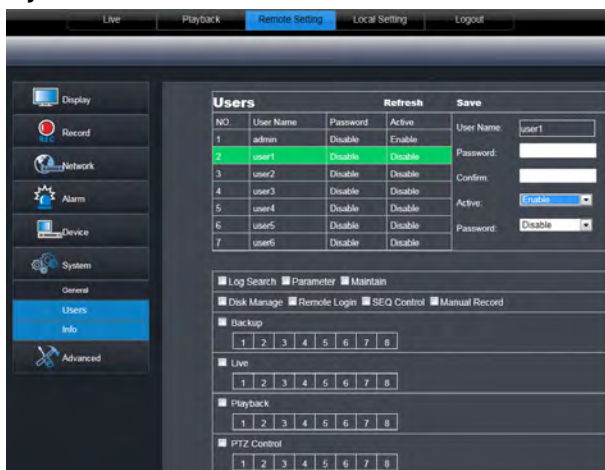 Live Playback Remote Setting Local Setting Logout
Display
Record
REC
Network
Alarm
Device
System
General
Users
Info
Advanced
Users Refresh Save
NO. User Name Password Active
1 admin Disable Enable
2 user1 Disable Disable
3 user2 Disable Disable
4 user3 Disable Disable
5 user4 Disable Disable
6 user5 Disable Disable
7 user6 Disable Disable
User Name: user1
Password:
Confirm:
Active: Enable
Password: Disable
Log Search Parameter Maintain
Disk Manage Remote Login SEQ Control Manual Record
Backup
1 2 3 4 5 6 7 8
Live
1 2 3 4 5 6 7 8
Playback
1 2 3 4 5 6 7 8
PTZ Control
1 2 3 4 5 6 7 8